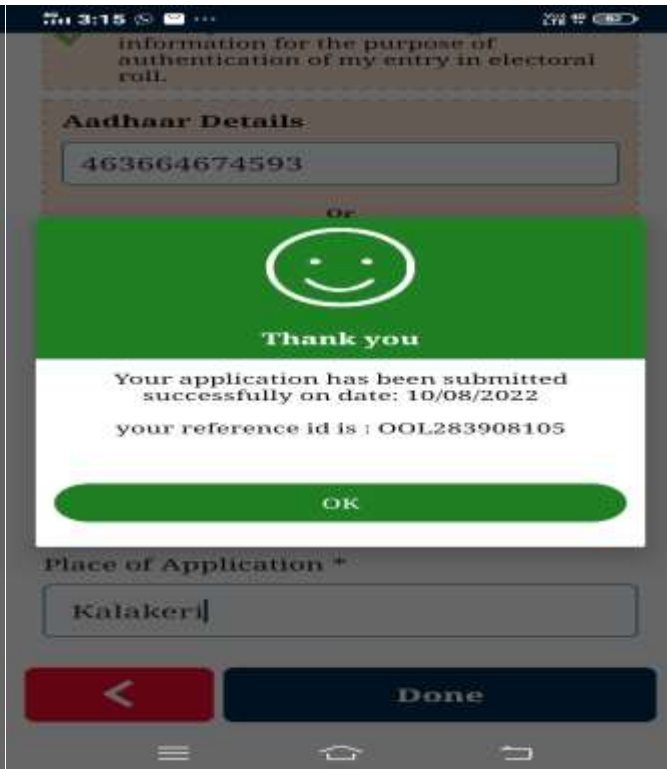 3:15
information for the purpose of
authentication of my entry in electoral
roll.
Aadhaar Details
463664674593
Or
Thank you
Your application has been submitted
successfully on date: 10/08/2022
your reference id is : OOL283908105
OK
Place of Application *
Kalakeri
< Done